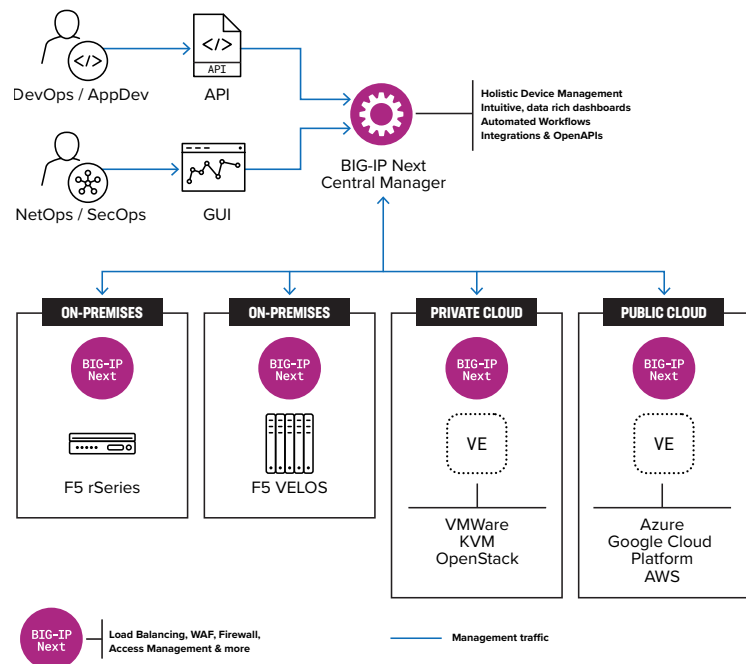 </>
API
DevOps / AppDev
API
NetOps / SecOps
GUI
BIG-IP Next
Central Manager
Holistic Device Management
Intuitive, data rich dashboards
Automated Workflows
Integrations & OpenAPIs
</>
ON-PREMISES
BIG-IP
Next
F5 rSeries
ON-PREMISES
BIG-IP
Next
F5 VELOS
PRIVATE CLOUD
BIG-IP
Next
VE
VMWare
KVM
OpenStack
PUBLIC CLOUD
BIG-IP
Next
VE
Azure
Google Cloud
Platform
AWS
BIG-IP
Next
Load Balancing, WAF, Firewall,
Access Management & more
Management traffic